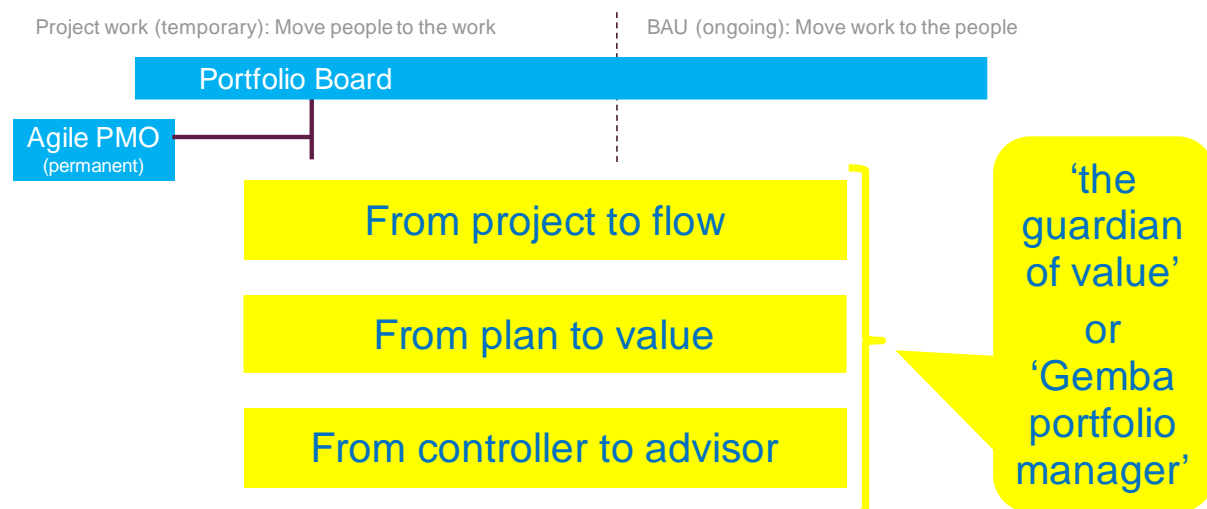 Project work (temporary): Move people to the work
BAU (ongoing): Move work to the people
Portfolio Board
Agile PMO
(permanent)
From project to flow
From plan to value
From controller to advisor
‘the
guardian
of value’
or
‘Gemba
portfolio
manager’